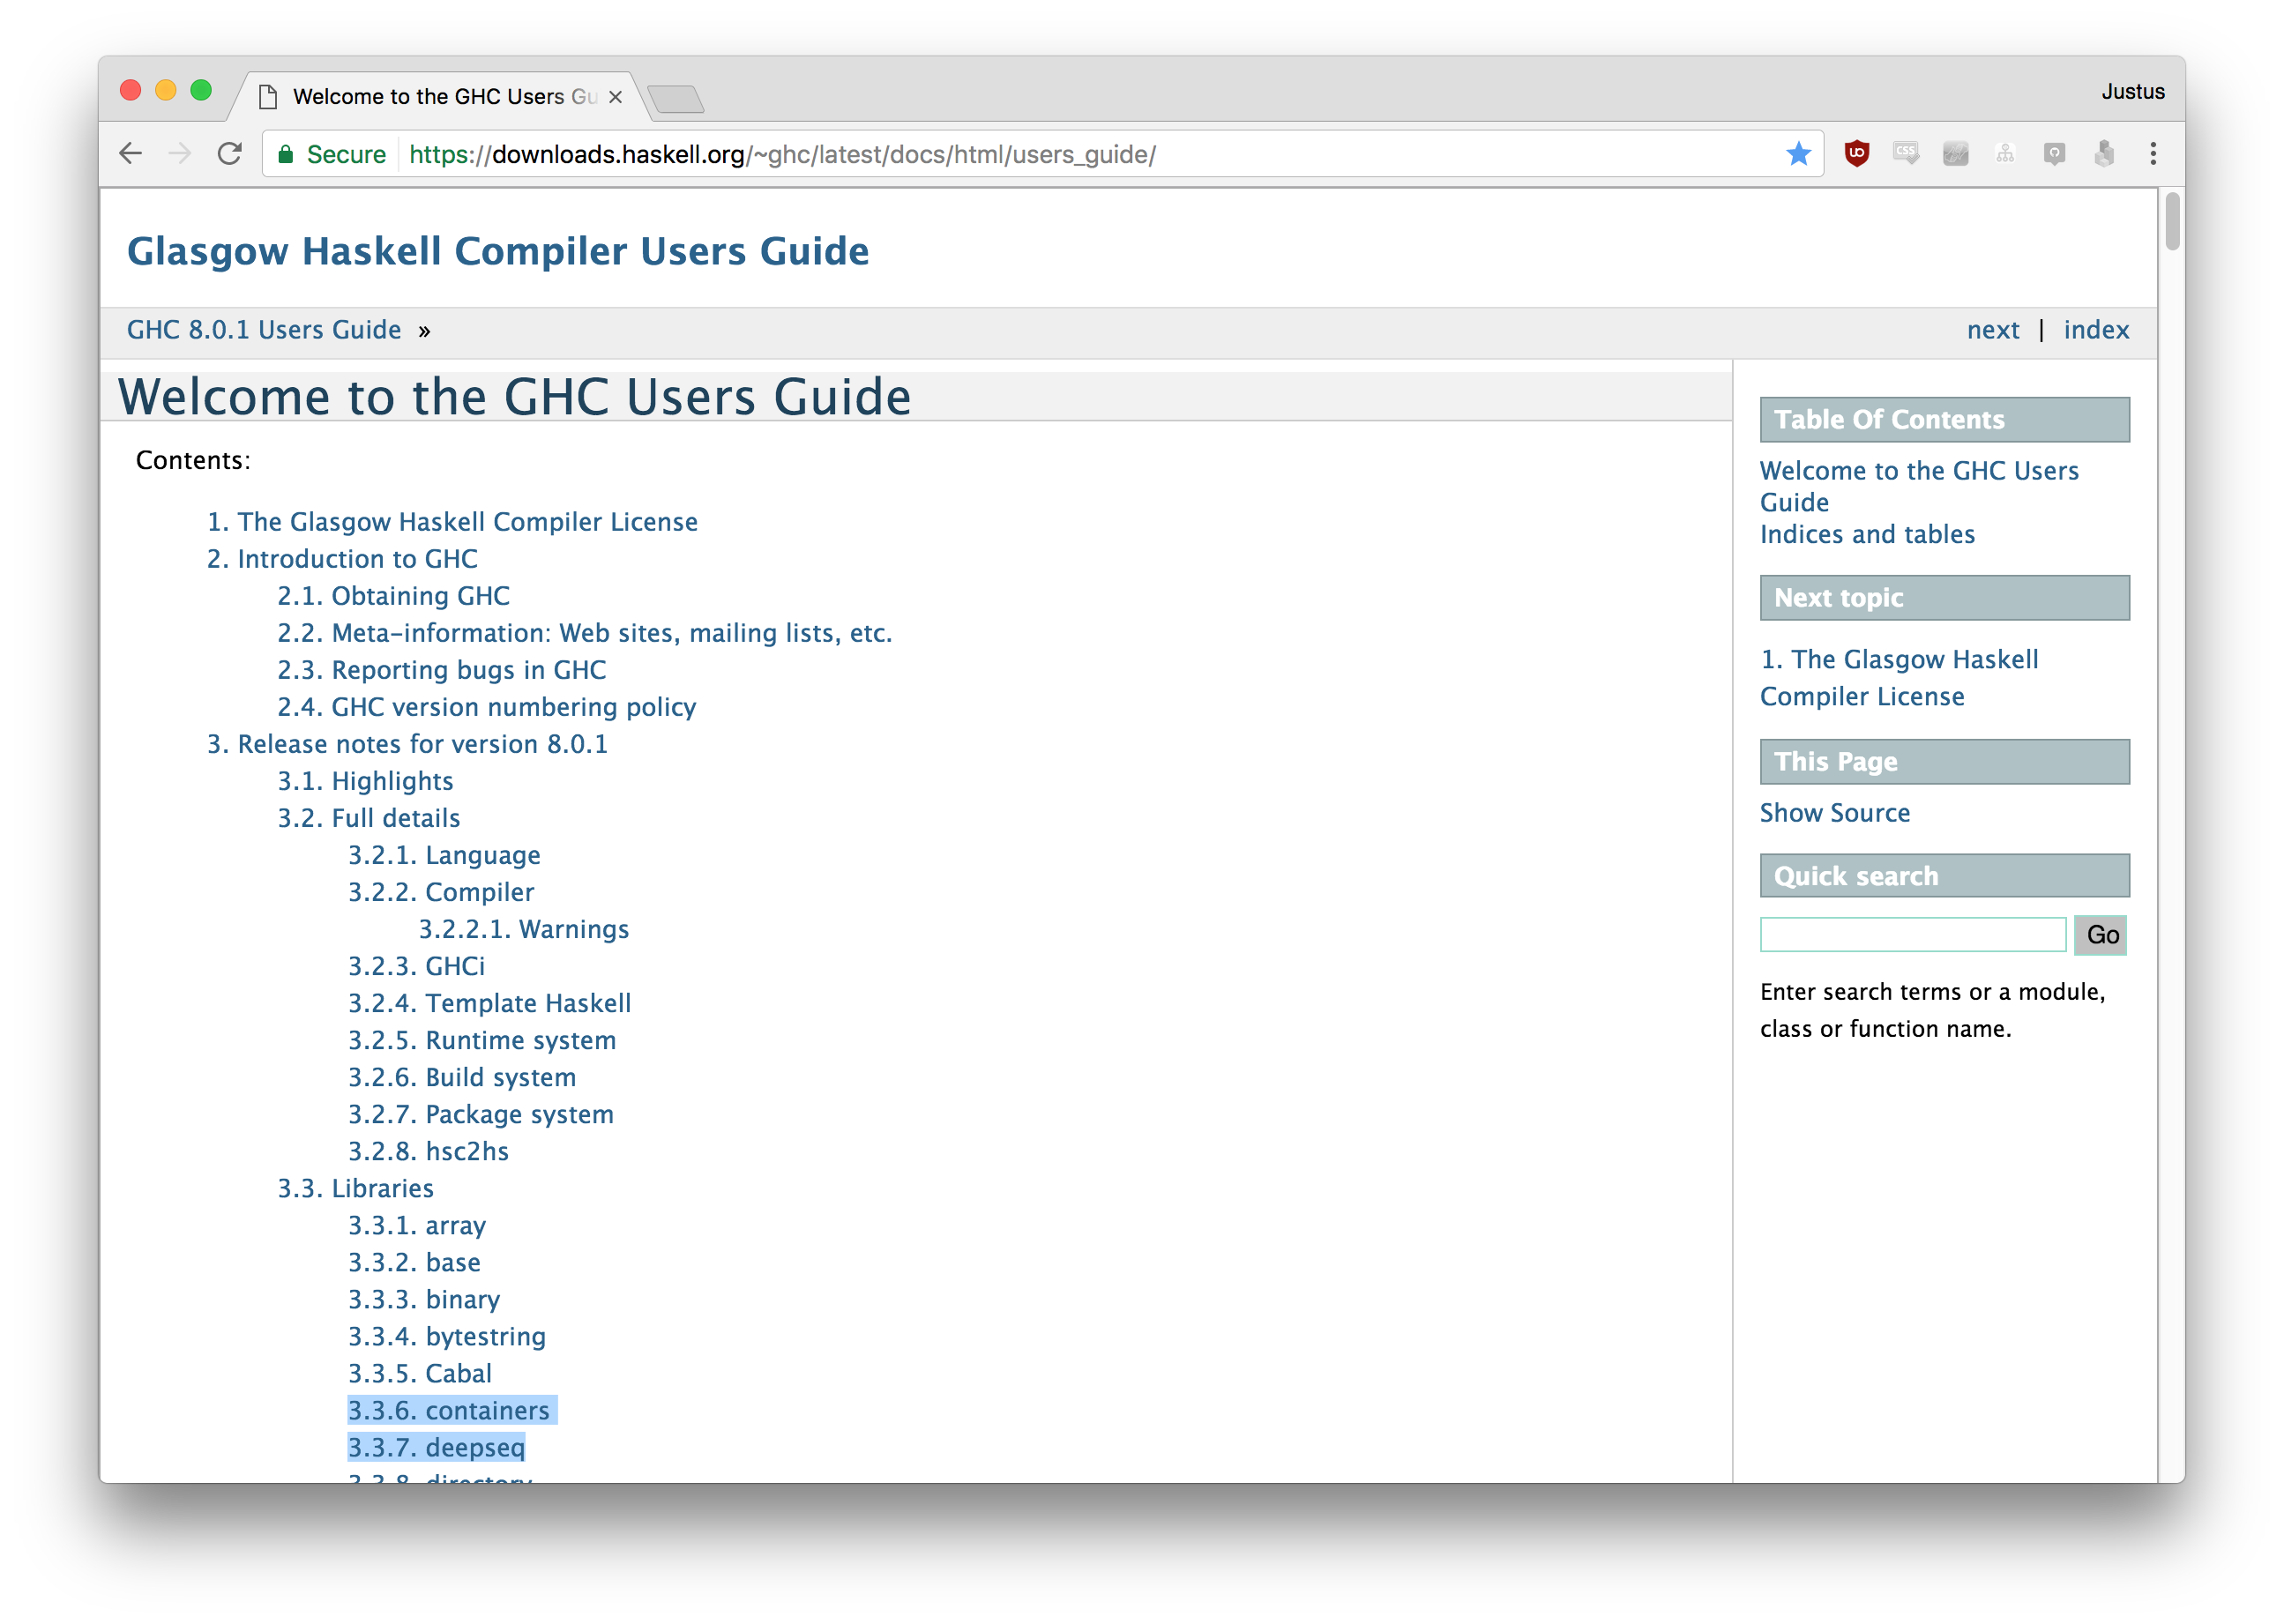 Welcome to the GHC Users Gu
Justus
Secure https://downloads.haskell.org/~ghc/latest/docs/html/users_guide/
Glasgow Haskell Compiler Users Guide
GHC 8.0.1 Users Guide »
next | index
Welcome to the GHC Users Guide
Contents:
1. The Glasgow Haskell Compiler License
2. Introduction to GHC
2.1. Obtaining GHC
2.2. Meta-information: Web sites, mailing lists, etc.
2.3. Reporting bugs in GHC
2.4. GHC version numbering policy
3. Release notes for version 8.0.1
3.1. Highlights
3.2. Full details
3.2.1. Language
3.2.2. Compiler
3.2.2.1. Warnings
3.2.3. GHCi
3.2.4. Template Haskell
3.2.5. Runtime system
3.2.6. Build system
3.2.7. Package system
3.2.8. hsc2hs
3.3. Libraries
3.3.1. array
3.3.2. base
3.3.3. binary
3.3.4. bytestring
3.3.5. Cabal
3.3.6. containers
3.3.7. deepseq
3.3.8. directory
Table Of Contents
Welcome to the GHC Users
Guide
Indices and tables
Next topic
1. The Glasgow Haskell
Compiler License
This Page
Show Source
Quick search
Go
Enter search terms or a module,
class or function name.